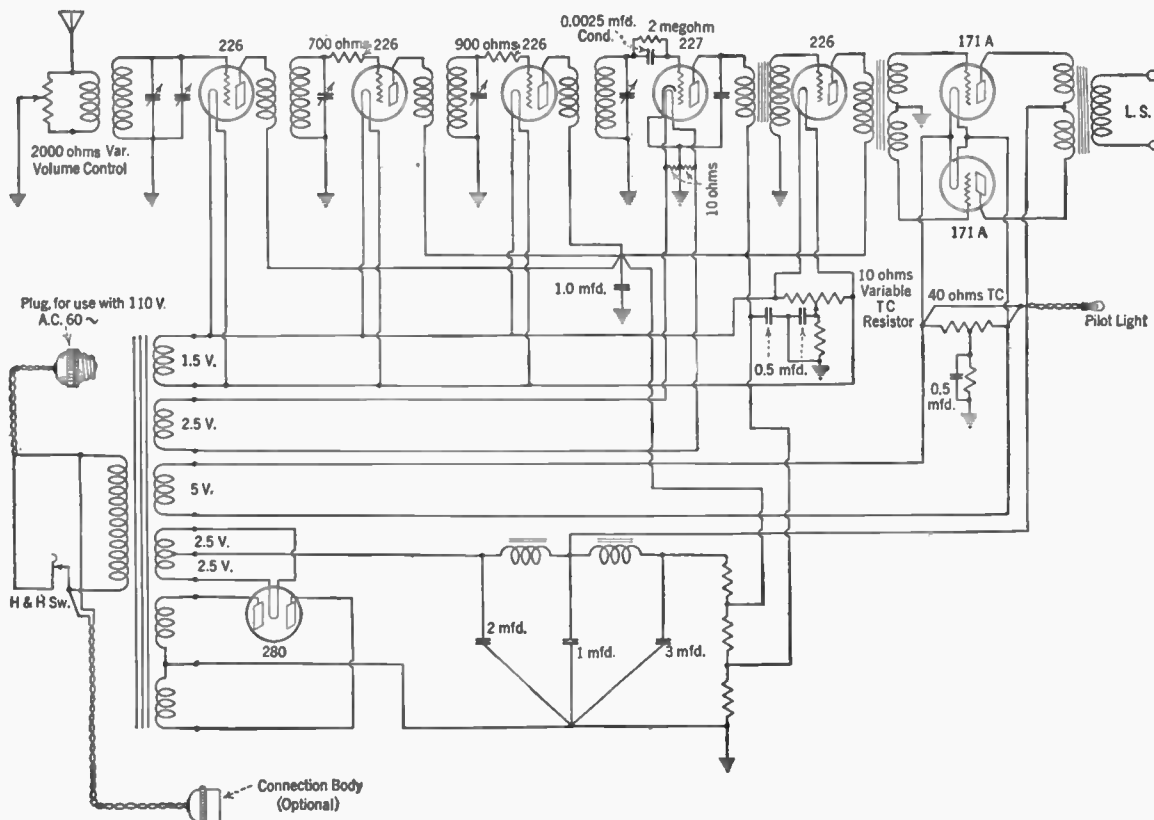 0.0025 mfd.
Cond.
2 megohm
226
700 ohms
226
900 ohms
226
227
226
171 A
2000 ohms Var.
Volume Control
10 ohms
L.S.
171 A
1.0 mfd.
10 ohms
Variable
TC
Resistor
40 ohms TC
Pilot Light
Plug, for use with 110 V.
A.C. 60 ~
1.5 V.
0.5 mfd.
0.5
mfd.
2.5 V.
5 V.
2.5 V.
2.5 V.
H & H Sw.
280
2 mfd.
1 mfd.
3 mfd.
Connection Body
(Optional)